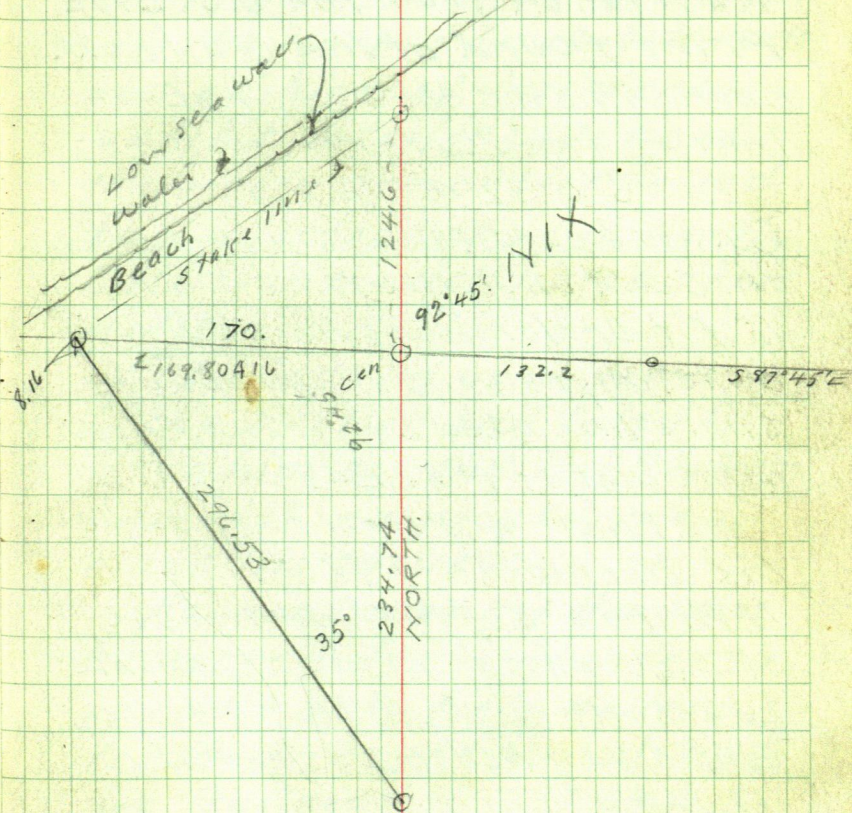 Low sea wall
water
Beach
stake line
124.6
92°45'
170.
169.80416
8.16
Cen
132.2
S 87°45'E
296.53
35°
234.74
NORTH.